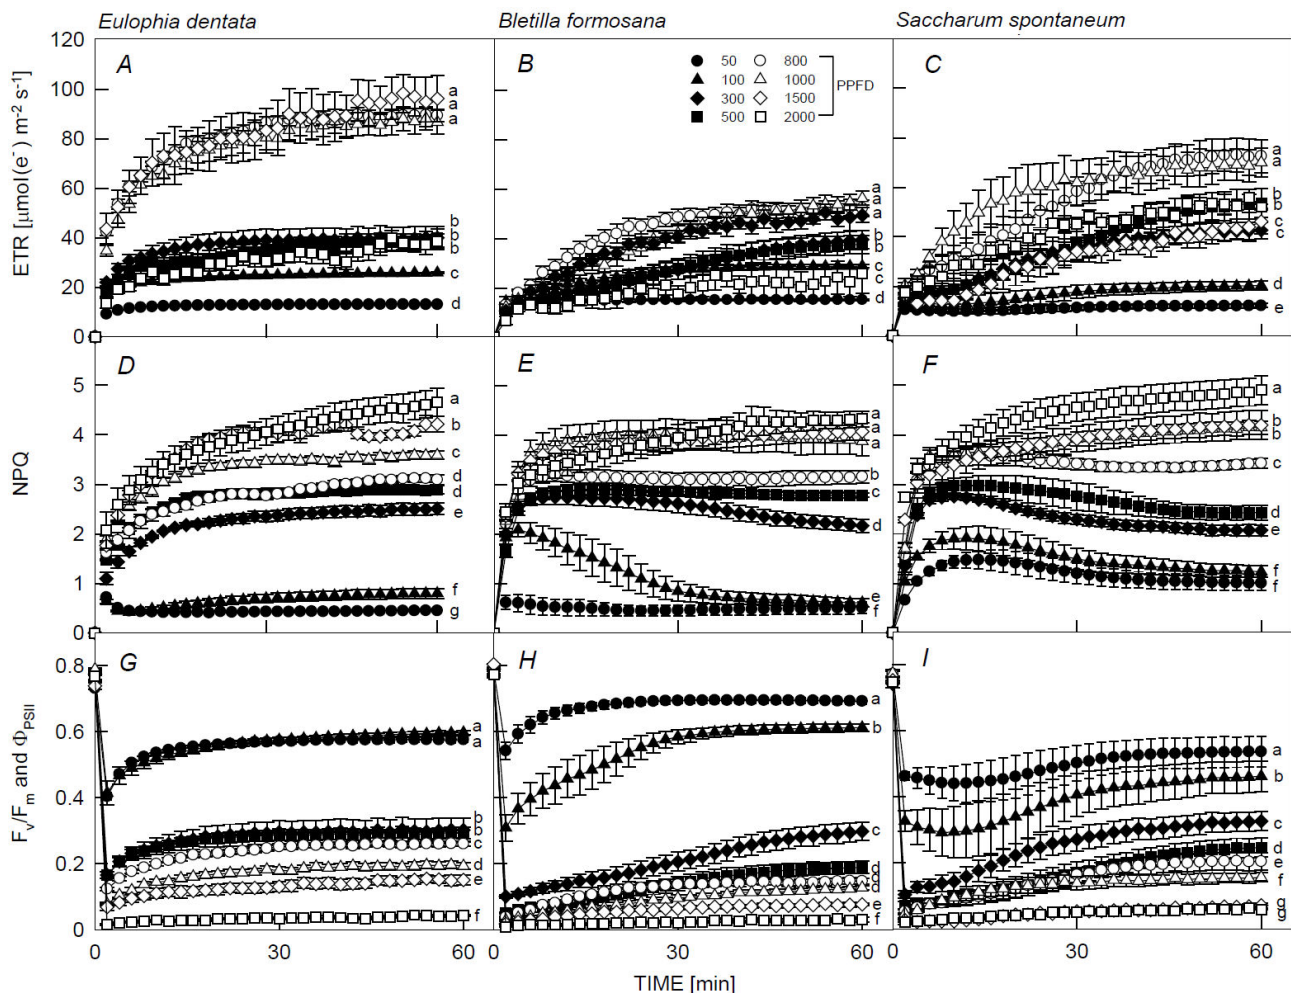 Eulophia dentata
Bletilla formosana
Saccharum spontaneum
ETR [μmol(e⁻) m⁻² s⁻¹)
120
100
80
60
40
20
0
A
a
a
a
b
b
b
c
d
B
50
800
100
1000
300
1500
500
2000
PPFD
a
a
a
b
b
c
c
d
C
a
a
b
b
c
c
d
e
NPQ
5
4
3
2
1
0
D
a
b
c
d
d
e
f
g
E
a
a
a
b
c
d
e
f
F
a
b
b
c
d
e
f
f
Fv/Fm and ΦPSII
0.8
0.6
0.4
0.2
0
G
a
a
b
b
c
d
e
f
H
a
b
c
d
d
d
e
f
I
a
b
c
d
e
f
g
g
0
30
60
30
60
0
30
60
TIME [min]